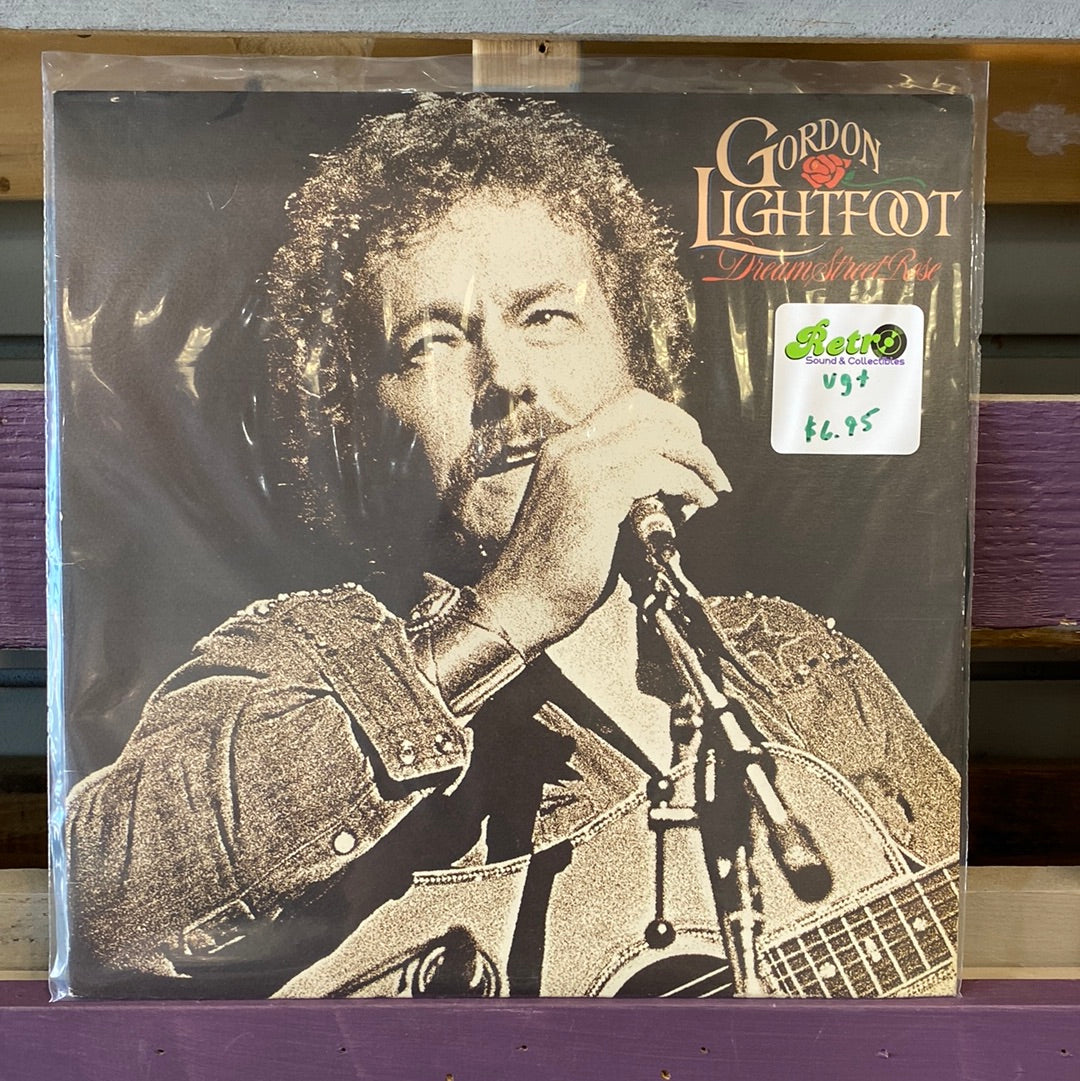 GORDON
LIGHTFOOT
Dream Street Rose
Retro
Sound & Collectibles
vg+
$6.95